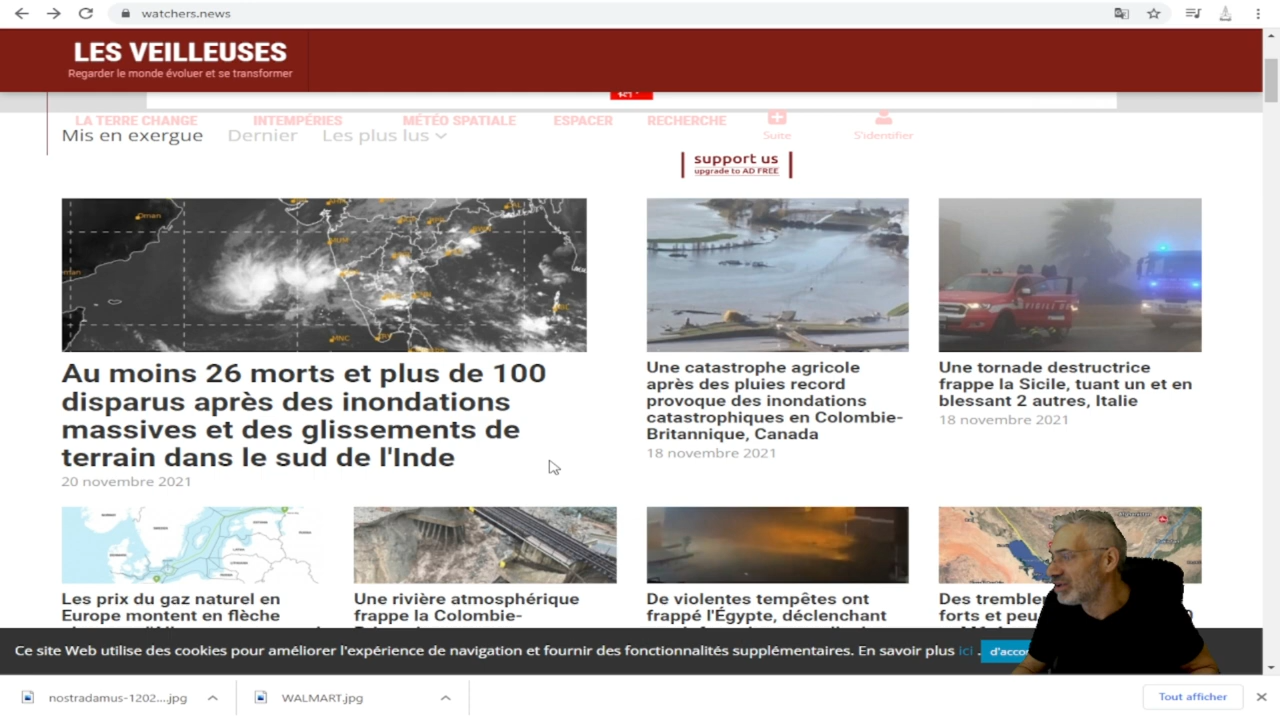 watchers.news
LES VEILLEUSES
Regarder le monde évoluer et se transformer
LA TERRE CHANGE INTEMPÉRIES MÉTÉO SPATIALE ESPACER RECHERCHE
Suite S'identifier
Mis en exergue Dernier Les plus lus
support us
upgrade to AD FREE
Oman
Au moins 26 morts et plus de 100
disparus après des inondations
massives et des glissements de
terrain dans le sud de l'Inde
20 novembre 2021
Une catastrophe agricole
après des pluies record
provoque des inondations
catastrophiques en Colombie-
Britannique, Canada
18 novembre 2021
Une tornade destructrice
frappe la Sicile, tuant un et en
blessant 2 autres, Italie
18 novembre 2021
Les prix du gaz naturel en
Europe montent en flèche
Une rivière atmosphérique
frappe la Colombie-
De violentes tempêtes ont
frappé l'Égypte, déclenchant
Des tremblem
forts et peu
Ce site Web utilise des cookies pour améliorer l'expérience de navigation et fournir des fonctionnalités supplémentaires. En savoir plus ici . d'acco
nostradamus-1202....jpg WALMART.jpg Tout afficher